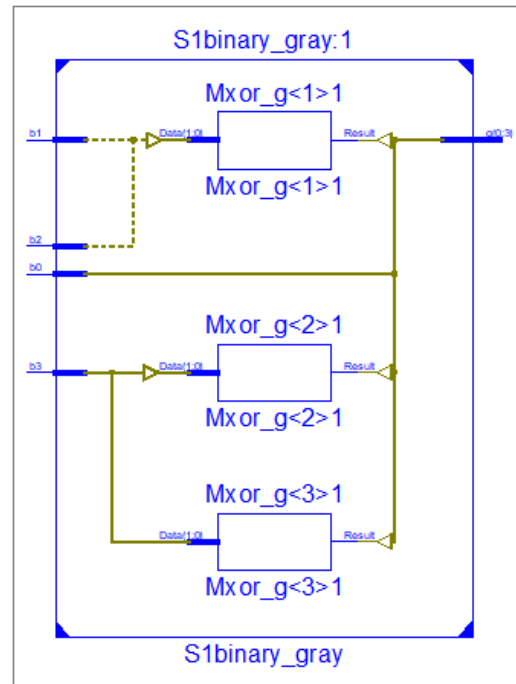 S1binary_gray:1
Mxor_g<1>1
b1
Data(1:0)
Result
g(0:3)
Mxor_g<1>1
b2
b0
Mxor_g<2>1
b3
Data(1:0)
Result
Mxor_g<2>1
Mxor_g<3>1
Data(1:0)
Result
Mxor_g<3>1
S1binary_gray